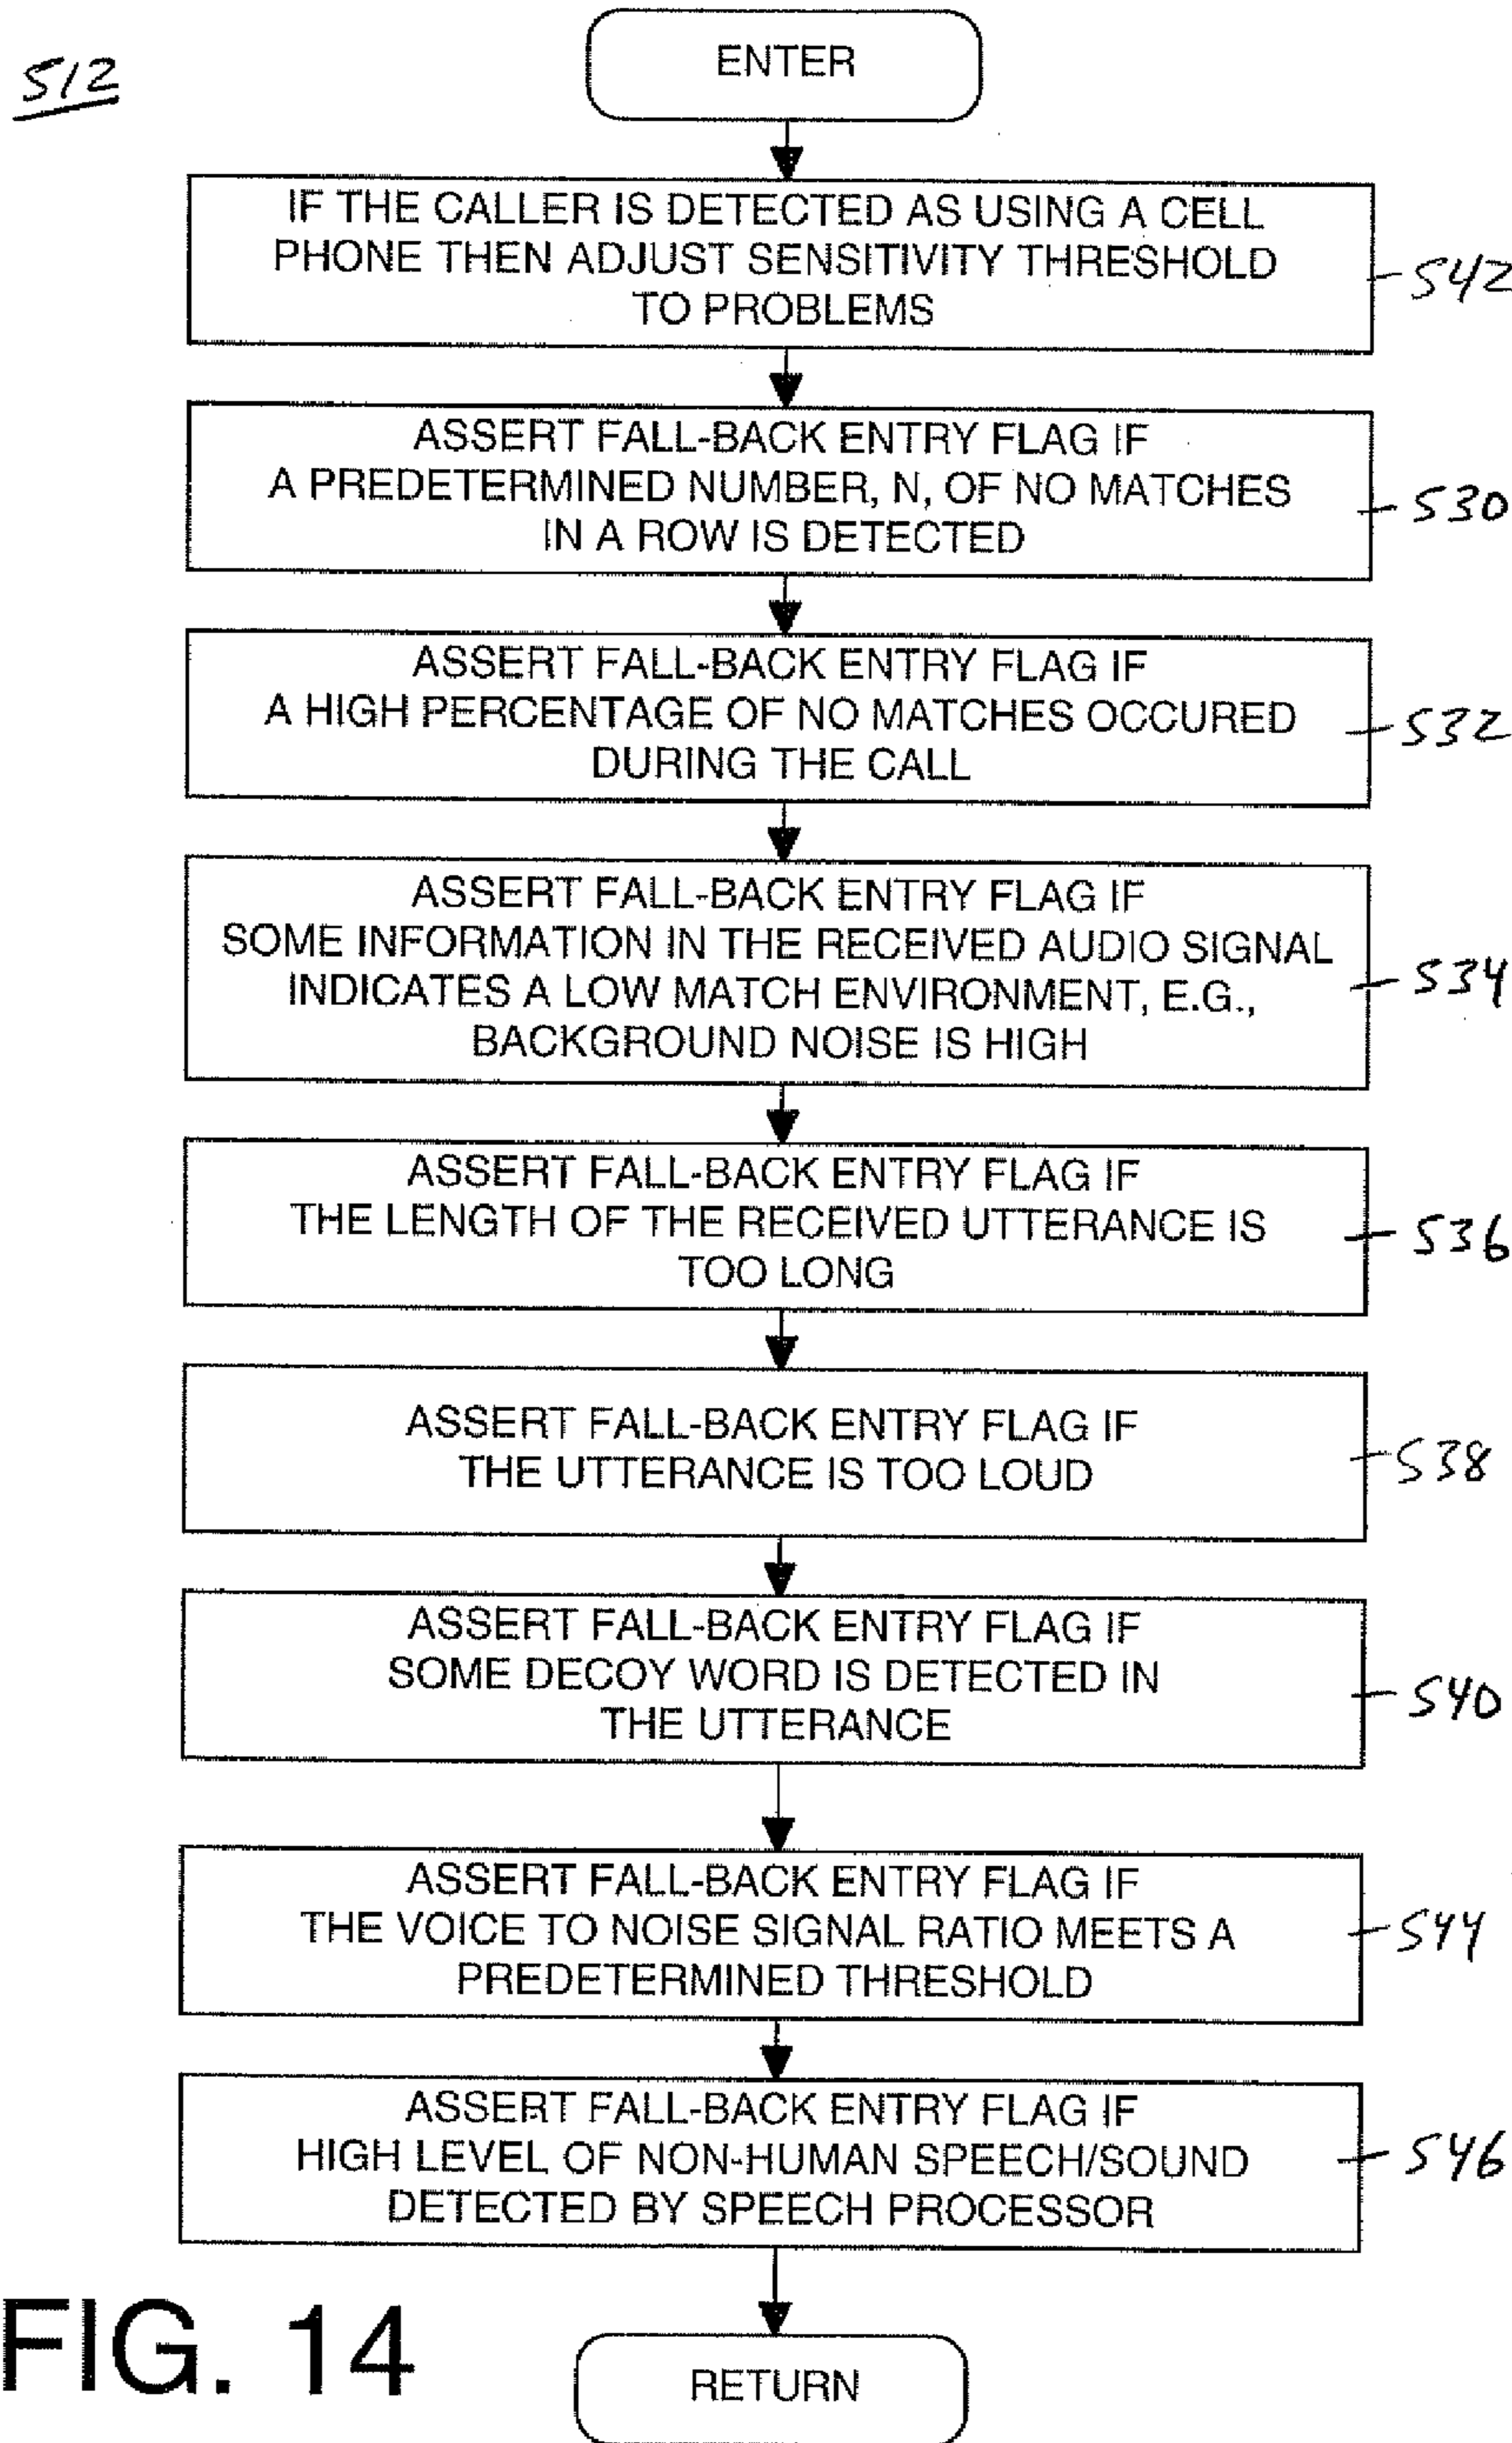 512
ENTER
IF THE CALLER IS DETECTED AS USING A CELL
PHONE THEN ADJUST SENSITIVITY THRESHOLD
TO PROBLEMS
542
ASSERT FALL-BACK ENTRY FLAG IF
A PREDETERMINED NUMBER, N, OF NO MATCHES
IN A ROW IS DETECTED
530
ASSERT FALL-BACK ENTRY FLAG IF
A HIGH PERCENTAGE OF NO MATCHES OCCURED
DURING THE CALL
532
ASSERT FALL-BACK ENTRY FLAG IF
SOME INFORMATION IN THE RECEIVED AUDIO SIGNAL
INDICATES A LOW MATCH ENVIRONMENT, E.G.,
BACKGROUND NOISE IS HIGH
534
ASSERT FALL-BACK ENTRY FLAG IF
THE LENGTH OF THE RECEIVED UTTERANCE IS
TOO LONG
536
ASSERT FALL-BACK ENTRY FLAG IF
THE UTTERANCE IS TOO LOUD
538
ASSERT FALL-BACK ENTRY FLAG IF
SOME DECOY WORD IS DETECTED IN
THE UTTERANCE
540
ASSERT FALL-BACK ENTRY FLAG IF
THE VOICE TO NOISE SIGNAL RATIO MEETS A
PREDETERMINED THRESHOLD
544
ASSERT FALL-BACK ENTRY FLAG IF
HIGH LEVEL OF NON-HUMAN SPEECH/SOUND
DETECTED BY SPEECH PROCESSOR
546
RETURN
FIG. 14